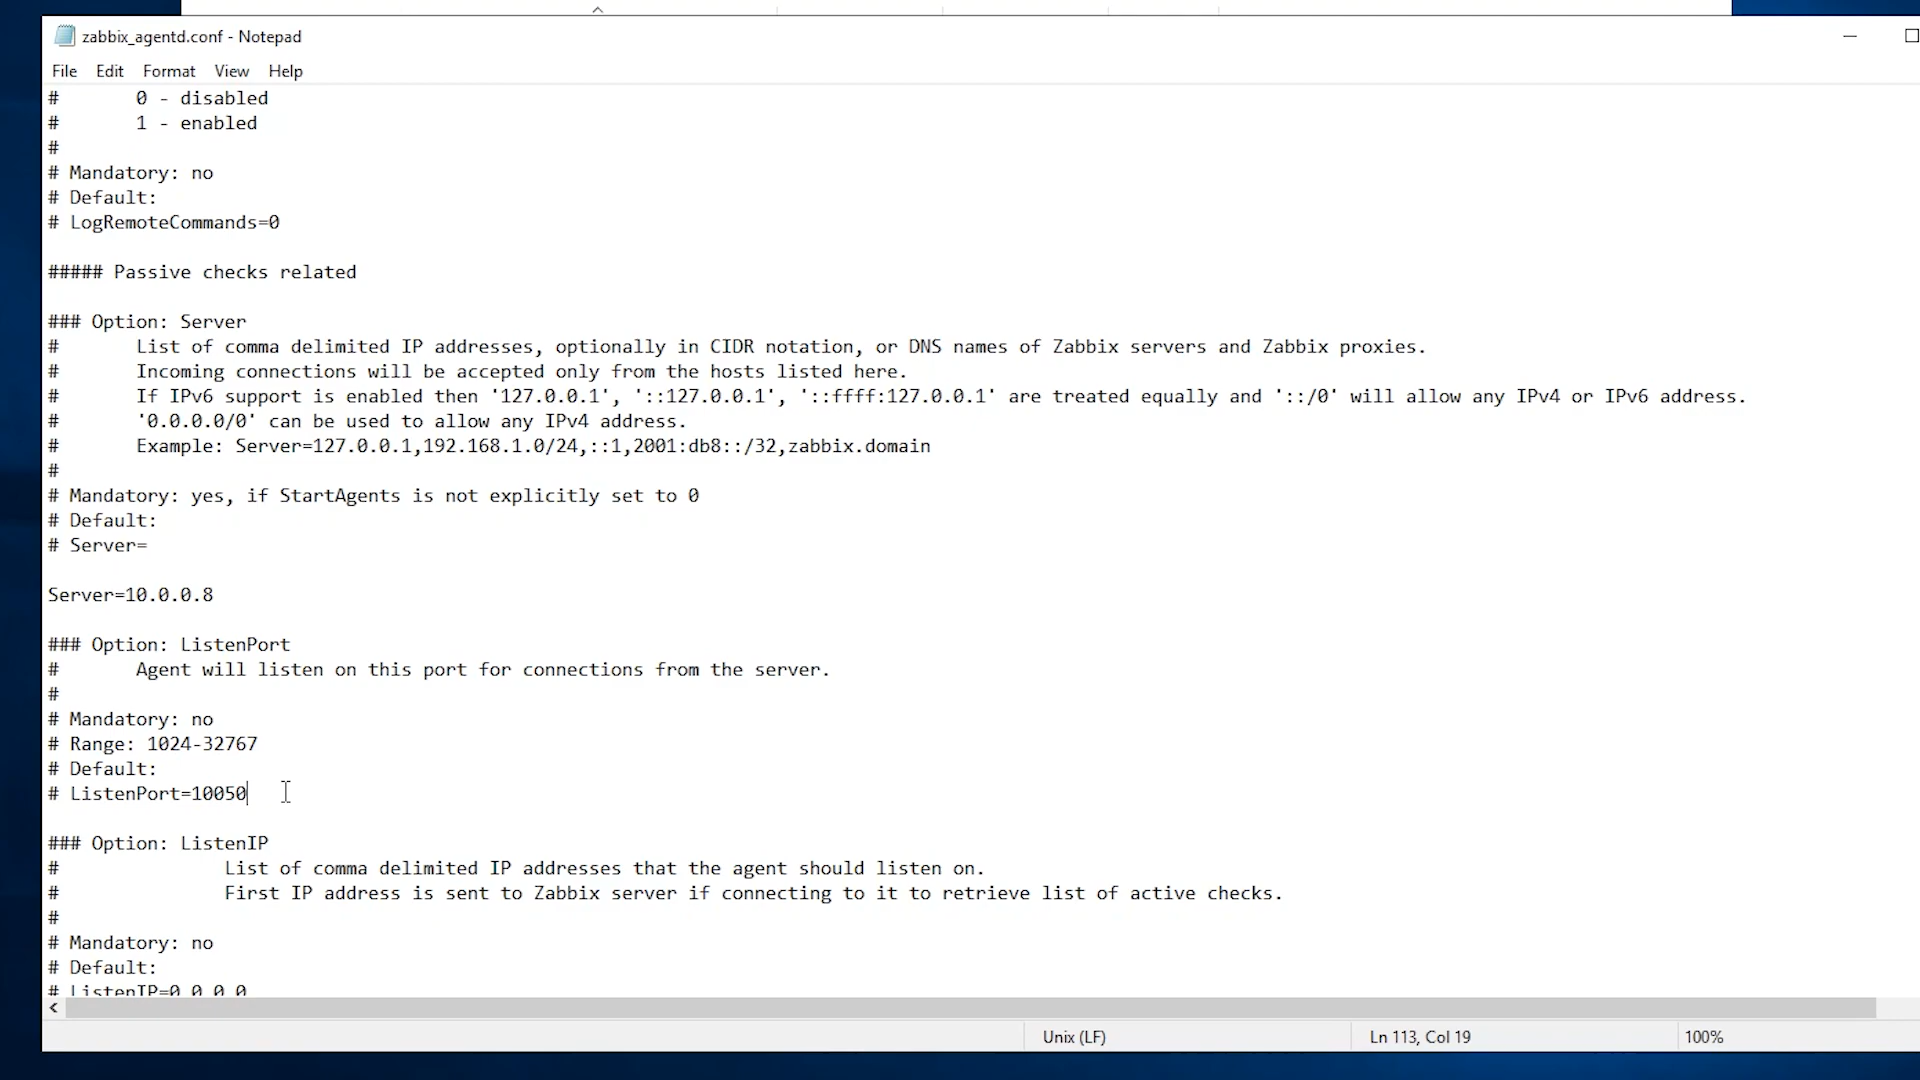 zabbix_agentd.conf - Notepad
File Edit Format View Help
# 0 - disabled
# 1 - enabled
#
# Mandatory: no
# Default:
# LogRemoteCommands=0
##### Passive checks related
### Option: Server
# List of comma delimited IP addresses, optionally in CIDR notation, or DNS names of Zabbix servers and Zabbix proxies.
# Incoming connections will be accepted only from the hosts listed here.
# If IPv6 support is enabled then '127.0.0.1', '::127.0.0.1', '::ffff:127.0.0.1' are treated equally and '::/0' will allow any IPv4 or IPv6 address.
# '0.0.0.0/0' can be used to allow any IPv4 address.
# Example: Server=127.0.0.1,192.168.1.0/24,::1,2001:db8::/32,zabbix.domain
#
# Mandatory: yes, if StartAgents is not explicitly set to 0
# Default:
# Server=
Server=10.0.0.8
### Option: ListenPort
# Agent will listen on this port for connections from the server.
#
# Mandatory: no
# Range: 1024-32767
# Default:
# ListenPort=10050
### Option: ListenIP
# List of comma delimited IP addresses that the agent should listen on.
# First IP address is sent to Zabbix server if connecting to it to retrieve list of active checks.
#
# Mandatory: no
# Default:
# ListenIP=0.0.0.0
Unix (LF) Ln 113, Col 19 100%